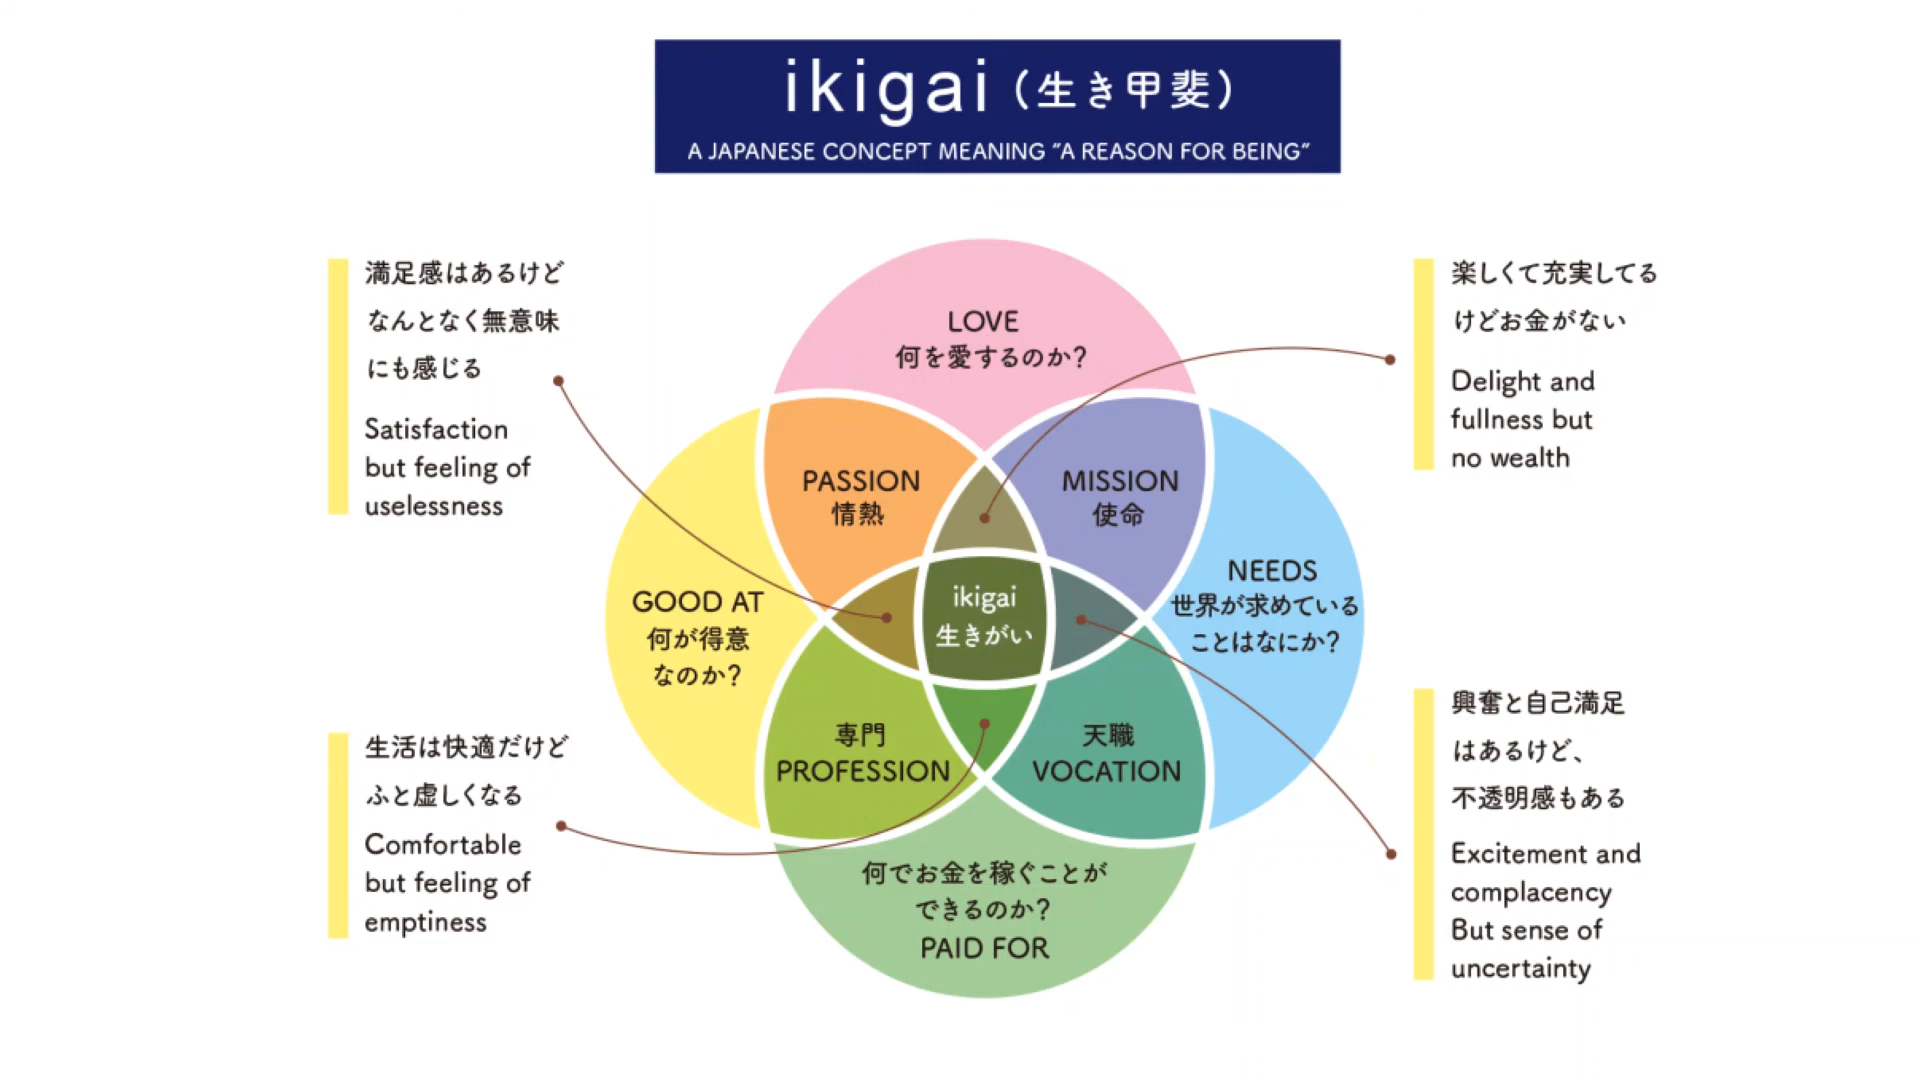 ikigai（生き甲斐）
A JAPANESE CONCEPT MEANING "A REASON FOR BEING"
満足感はあるけど
なんとなく無意味
にも感じる
Satisfaction
but feeling of
uselessness
楽しくて充実してる
けどお金がない
Delight and
fullness but
no wealth
LOVE
何を愛するのか?
PASSION
情熱
MISSION
使命
GOOD AT
何が得意
なのか?
ikigai
生きがい
NEEDS
世界が求めている
ことはなにか?
専門
PROFESSION
天職
VOCATION
何でお金を稼ぐことが
できるのか?
PAID FOR
生活は快適だけど
ふと虚しくなる
Comfortable
but feeling of
emptiness
興奮と自己満足
はあるけど、
不透明感もある
Excitement and
complacency
But sense of
uncertainty